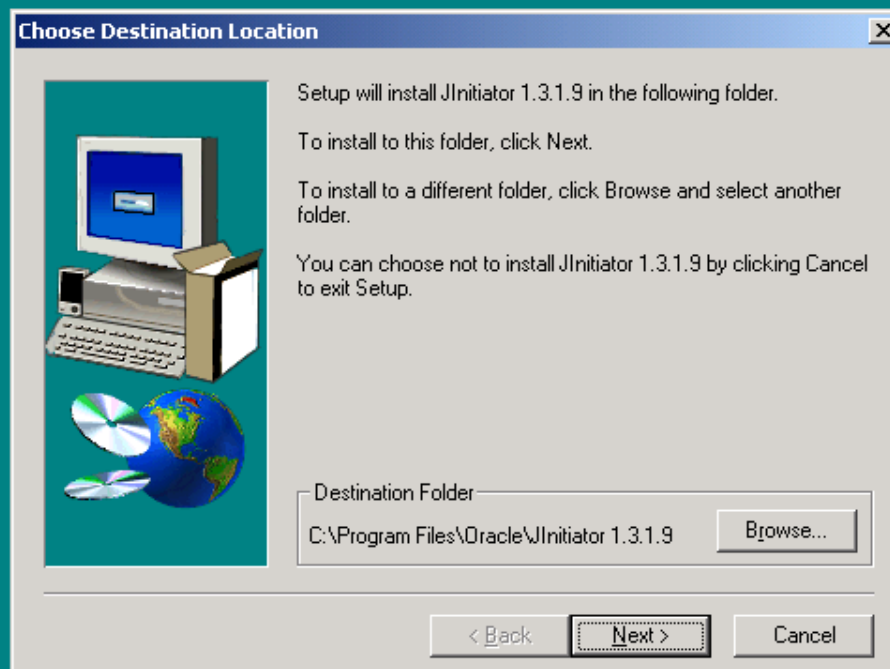 Choose Destination Location
Setup will install JInitiator 1.3.1.9 in the following folder.
To install to this folder, click Next.
To install to a different folder, click Browse and select another
folder.
You can choose not to install JInitiator 1.3.1.9 by clicking Cancel
to exit Setup.
Destination Folder
C:\Program Files\Oracle\JInitiator 1.3.1.9
Browse...
< Back
Next >
Cancel